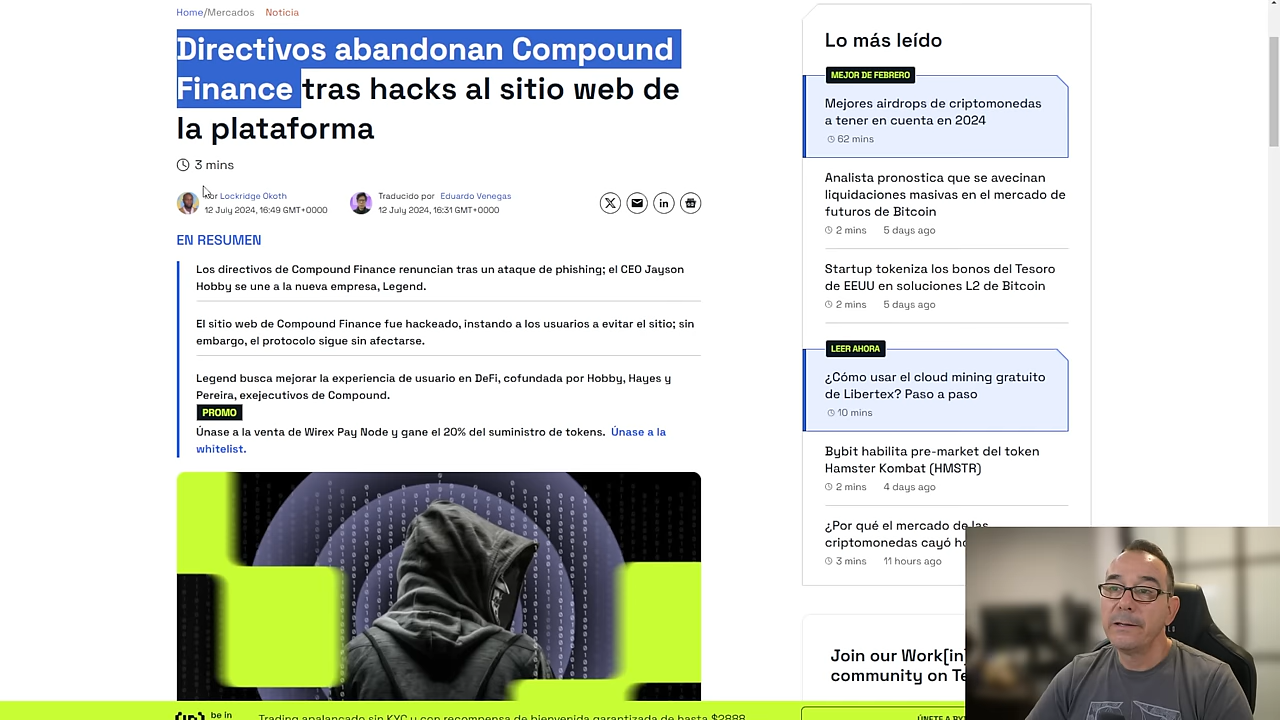 Home/Mercados Noticia
Directivos abandonan Compound
Finance tras hacks al sitio web de
la plataforma
3 mins
Por Lockridge Okoth
12 July 2024, 16:49 GMT+0000
Traducido por Eduardo Venegas
12 July 2024, 16:31 GMT+0000
EN RESUMEN
Los directivos de Compound Finance renuncian tras un ataque de phishing; el CEO Jayson
Hobby se une a la nueva empresa, Legend.
El sitio web de Compound Finance fue hackeado, instando a los usuarios a evitar el sitio; sin
embargo, el protocolo sigue sin afectarse.
Legend busca mejorar la experiencia de usuario en DeFi, cofundada por Hobby, Hayes y
Pereira, exejecutivos de Compound.
PROMO
Únase a la venta de Wirex Pay Node y gane el 20% del suministro de tokens. Únase a la
whitelist.
Lo más leído
MEJOR DE FEBRERO
Mejores airdrops de criptomonedas
a tener en cuenta en 2024
62 mins
Analista pronostica que se avecinan
liquidaciones masivas en el mercado de
futuros de Bitcoin
2 mins 5 days ago
Startup tokeniza los bonos del Tesoro
de EEUU en soluciones L2 de Bitcoin
2 mins 5 days ago
LEER AHORA
¿Cómo usar el cloud mining gratuito
de Libertex? Paso a paso
10 mins
Bybit habilita pre-market del token
Hamster Kombat (HMSTR)
2 mins 4 days ago
¿Por qué el mercado de las
criptomonedas cayó
3 mins 11 hours ago
Join our Work[in]
community on
be in
Trading apalancado sin KYC y con recompensa de bienvenida garantizada de hasta $2888
ÚNETE A